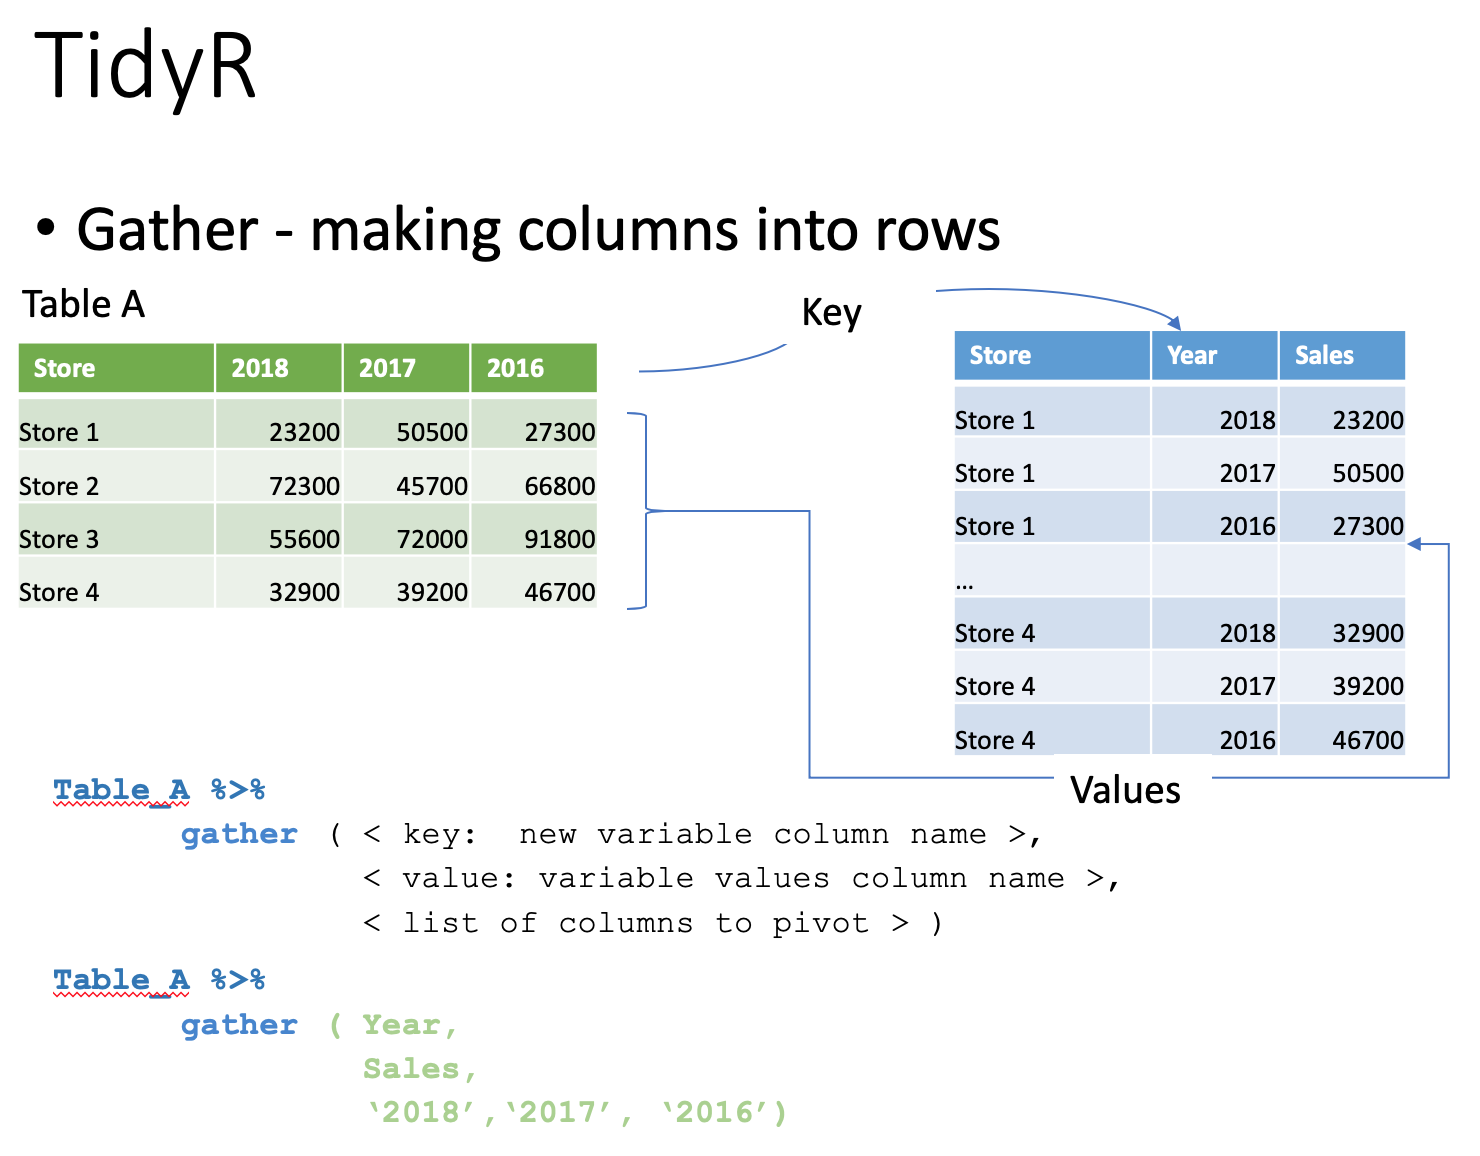 TidyR
• Gather - making columns into rows
Table A
Key
Store 2018 2017 2016
Store 1 23200 50500 27300
Store 2 72300 45700 66800
Store 3 55600 72000 91800
Store 4 32900 39200 46700
Store Year Sales
Store 1 2018 23200
Store 1 2017 50500
Store 1 2016 27300
...
Store 4 2018 32900
Store 4 2017 39200
Store 4 2016 46700
Values
Table_A %>%
gather ( < key: new variable column name >,
< value: variable values column name >,
< list of columns to pivot > )
Table_A %>%
gather ( Year,
Sales,
‘2018’,‘2017’, ‘2016’)